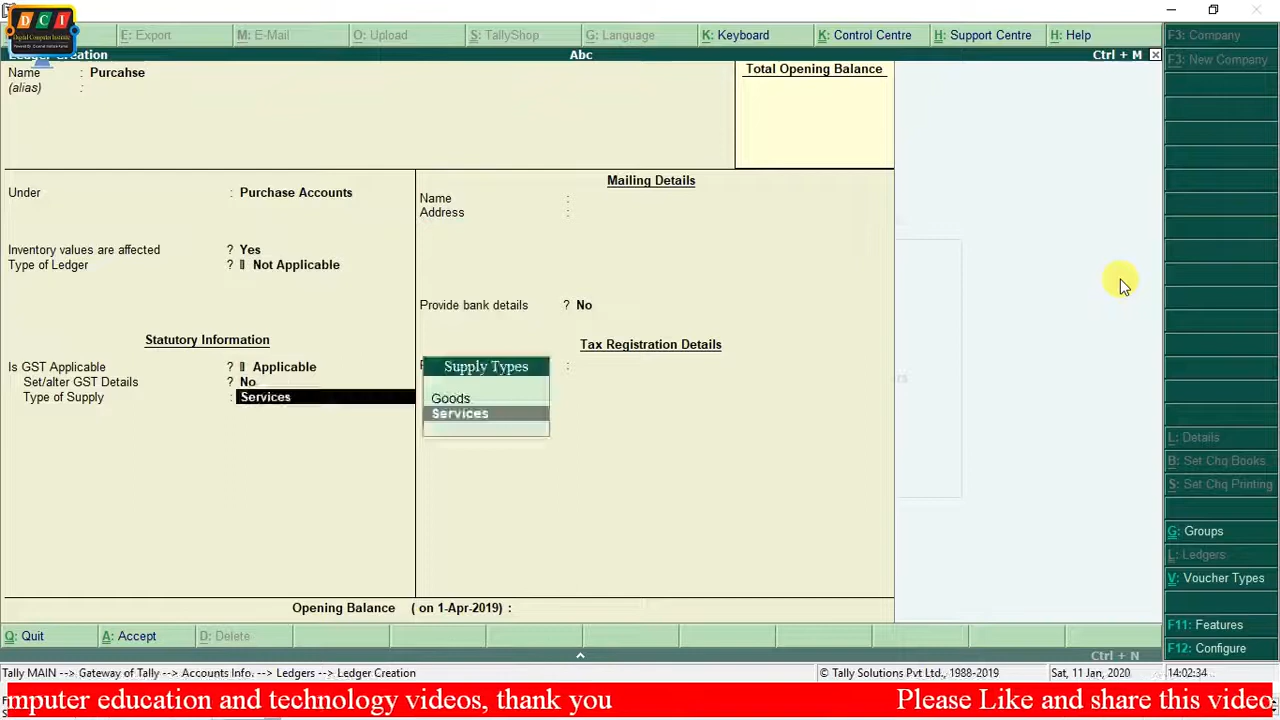 DCI
Digital Computer Institute
E: Export
M: E-Mail
O: Upload
S: TallyShop
G: Language
K: Keyboard
K: Control Centre
H: Support Centre
H: Help
F3: Company
F3: New Company
Ledger Creation
Abc
Ctrl + M
Name : Purcahse
(alias) :
Total Opening Balance
Under : Purchase Accounts
Mailing Details
Name :
Address :
Inventory values are affected ? Yes
Type of Ledger ? Not Applicable
Provide bank details ? No
Statutory Information
Tax Registration Details
Is GST Applicable ? Applicable
Set/alter GST Details ? No
Type of Supply : Services
:
Supply Types
Goods
Services
L: Details
B: Set Chq Books
S: Set Chq Printing
G: Groups
L: Ledgers
V: Voucher Types
F11: Features
F12: Configure
Opening Balance ( on 1-Apr-2019) :
Q: Quit
A: Accept
D: Delete
Ctrl + N
Tally MAIN --> Gateway of Tally --> Accounts Info. --> Ledgers --> Ledger Creation
© Tally Solutions Pvt Ltd., 1988-2019
Sat, 11 Jan, 2020
14:02:34
mputer education and technology videos, thank you
Please Like and share this video